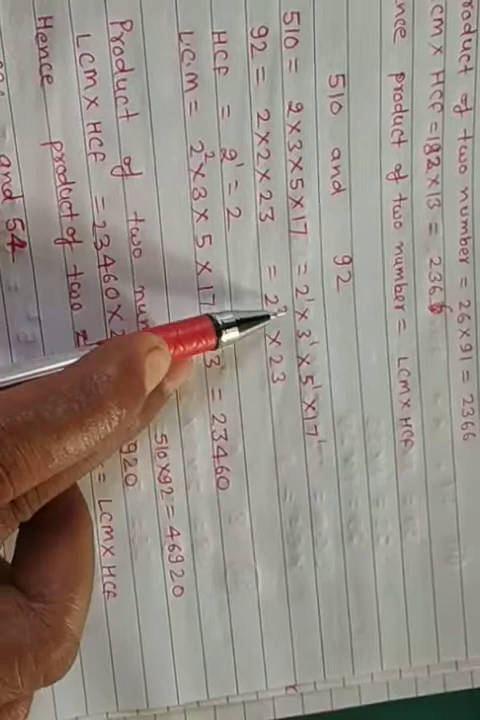 roduct of two number = 26×91 = 2366
LCM × HCF = 182×13 = 2366
nce product of two number = LCM×HCF
510 and 92
510 = 2×3×5×17 = 2¹×3¹×5¹×17¹
92 = 2×2×23 = 2² × 23
HCF = 2¹ = 2
LCM = 2²×3×5×17 3 = 23460
Product of two num 510×92 = 46920
LCM×HCF = 23460×2 920
Hence product of two = LCM×HCF
and 54